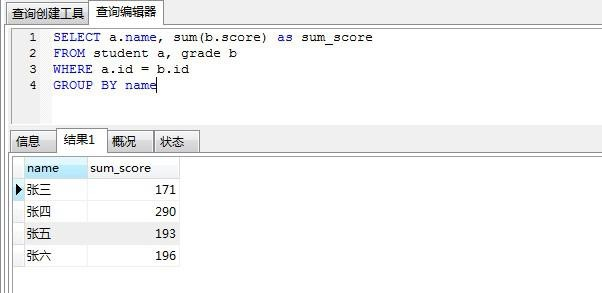 查询创建工具 查询编辑器
1 SELECT a.name, sum(b.score) as sum_score
2 FROM student a, grade b
3 WHERE a.id = b.id
4 GROUP BY name
信息 结果1 概况 状态
name sum_score
张三 171
张四 290
张五 193
张六 196